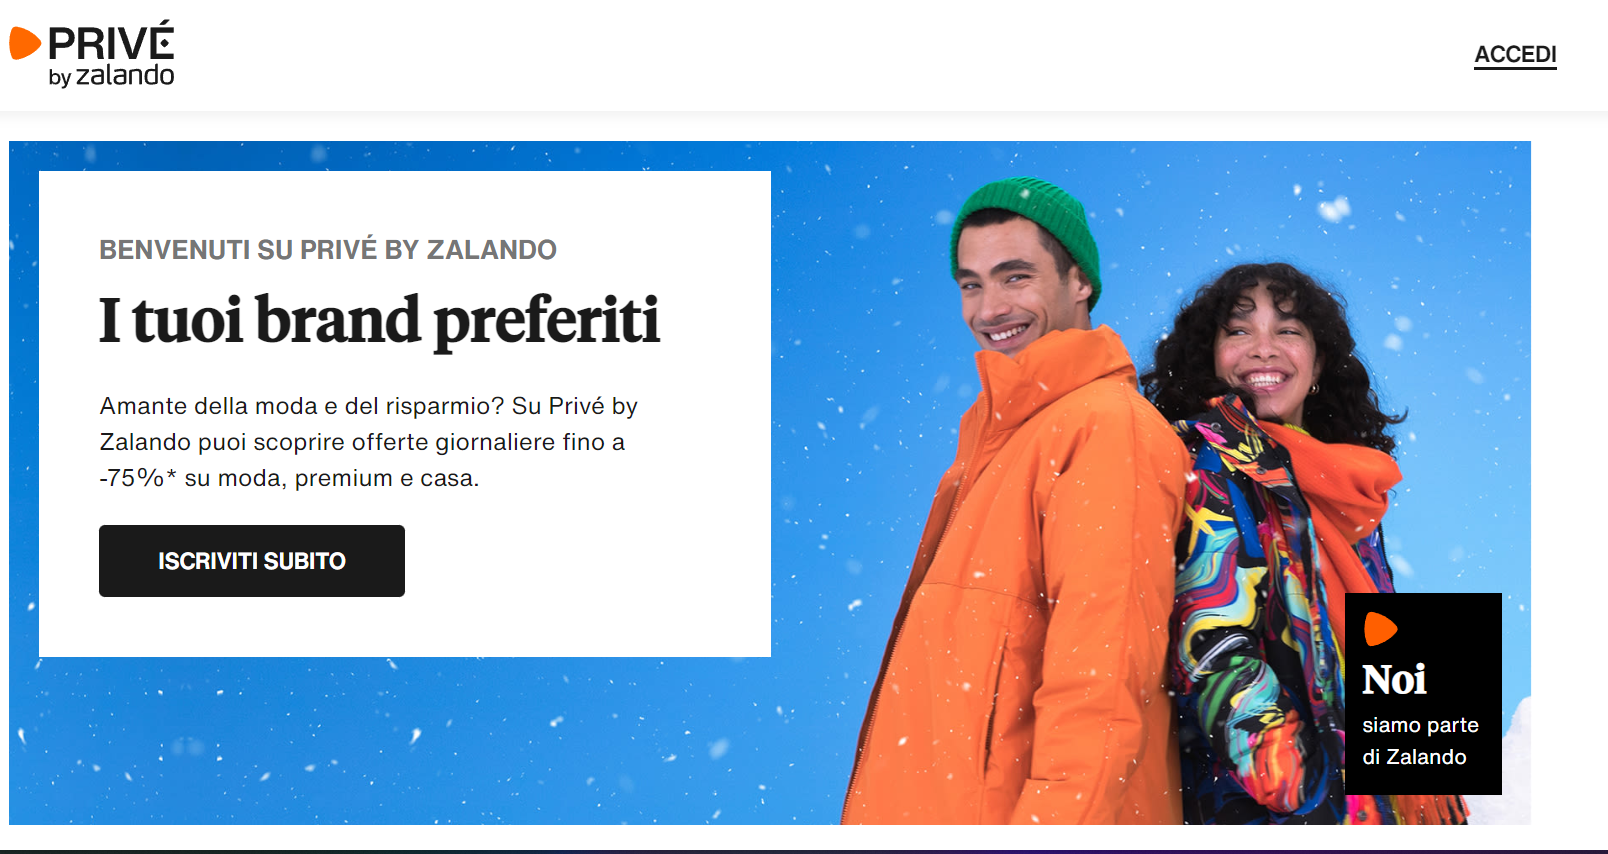 PRIVÉ
by zalando
ACCEDI
BENVENUTI SU PRIVÉ BY ZALANDO
I tuoi brand preferiti
Amante della moda e del risparmio? Su Privé by
Zalando puoi scoprire offerte giornaliere fino a
-75%* su moda, premium e casa.
ISCRIVITI SUBITO
Noi
siamo parte
di Zalando